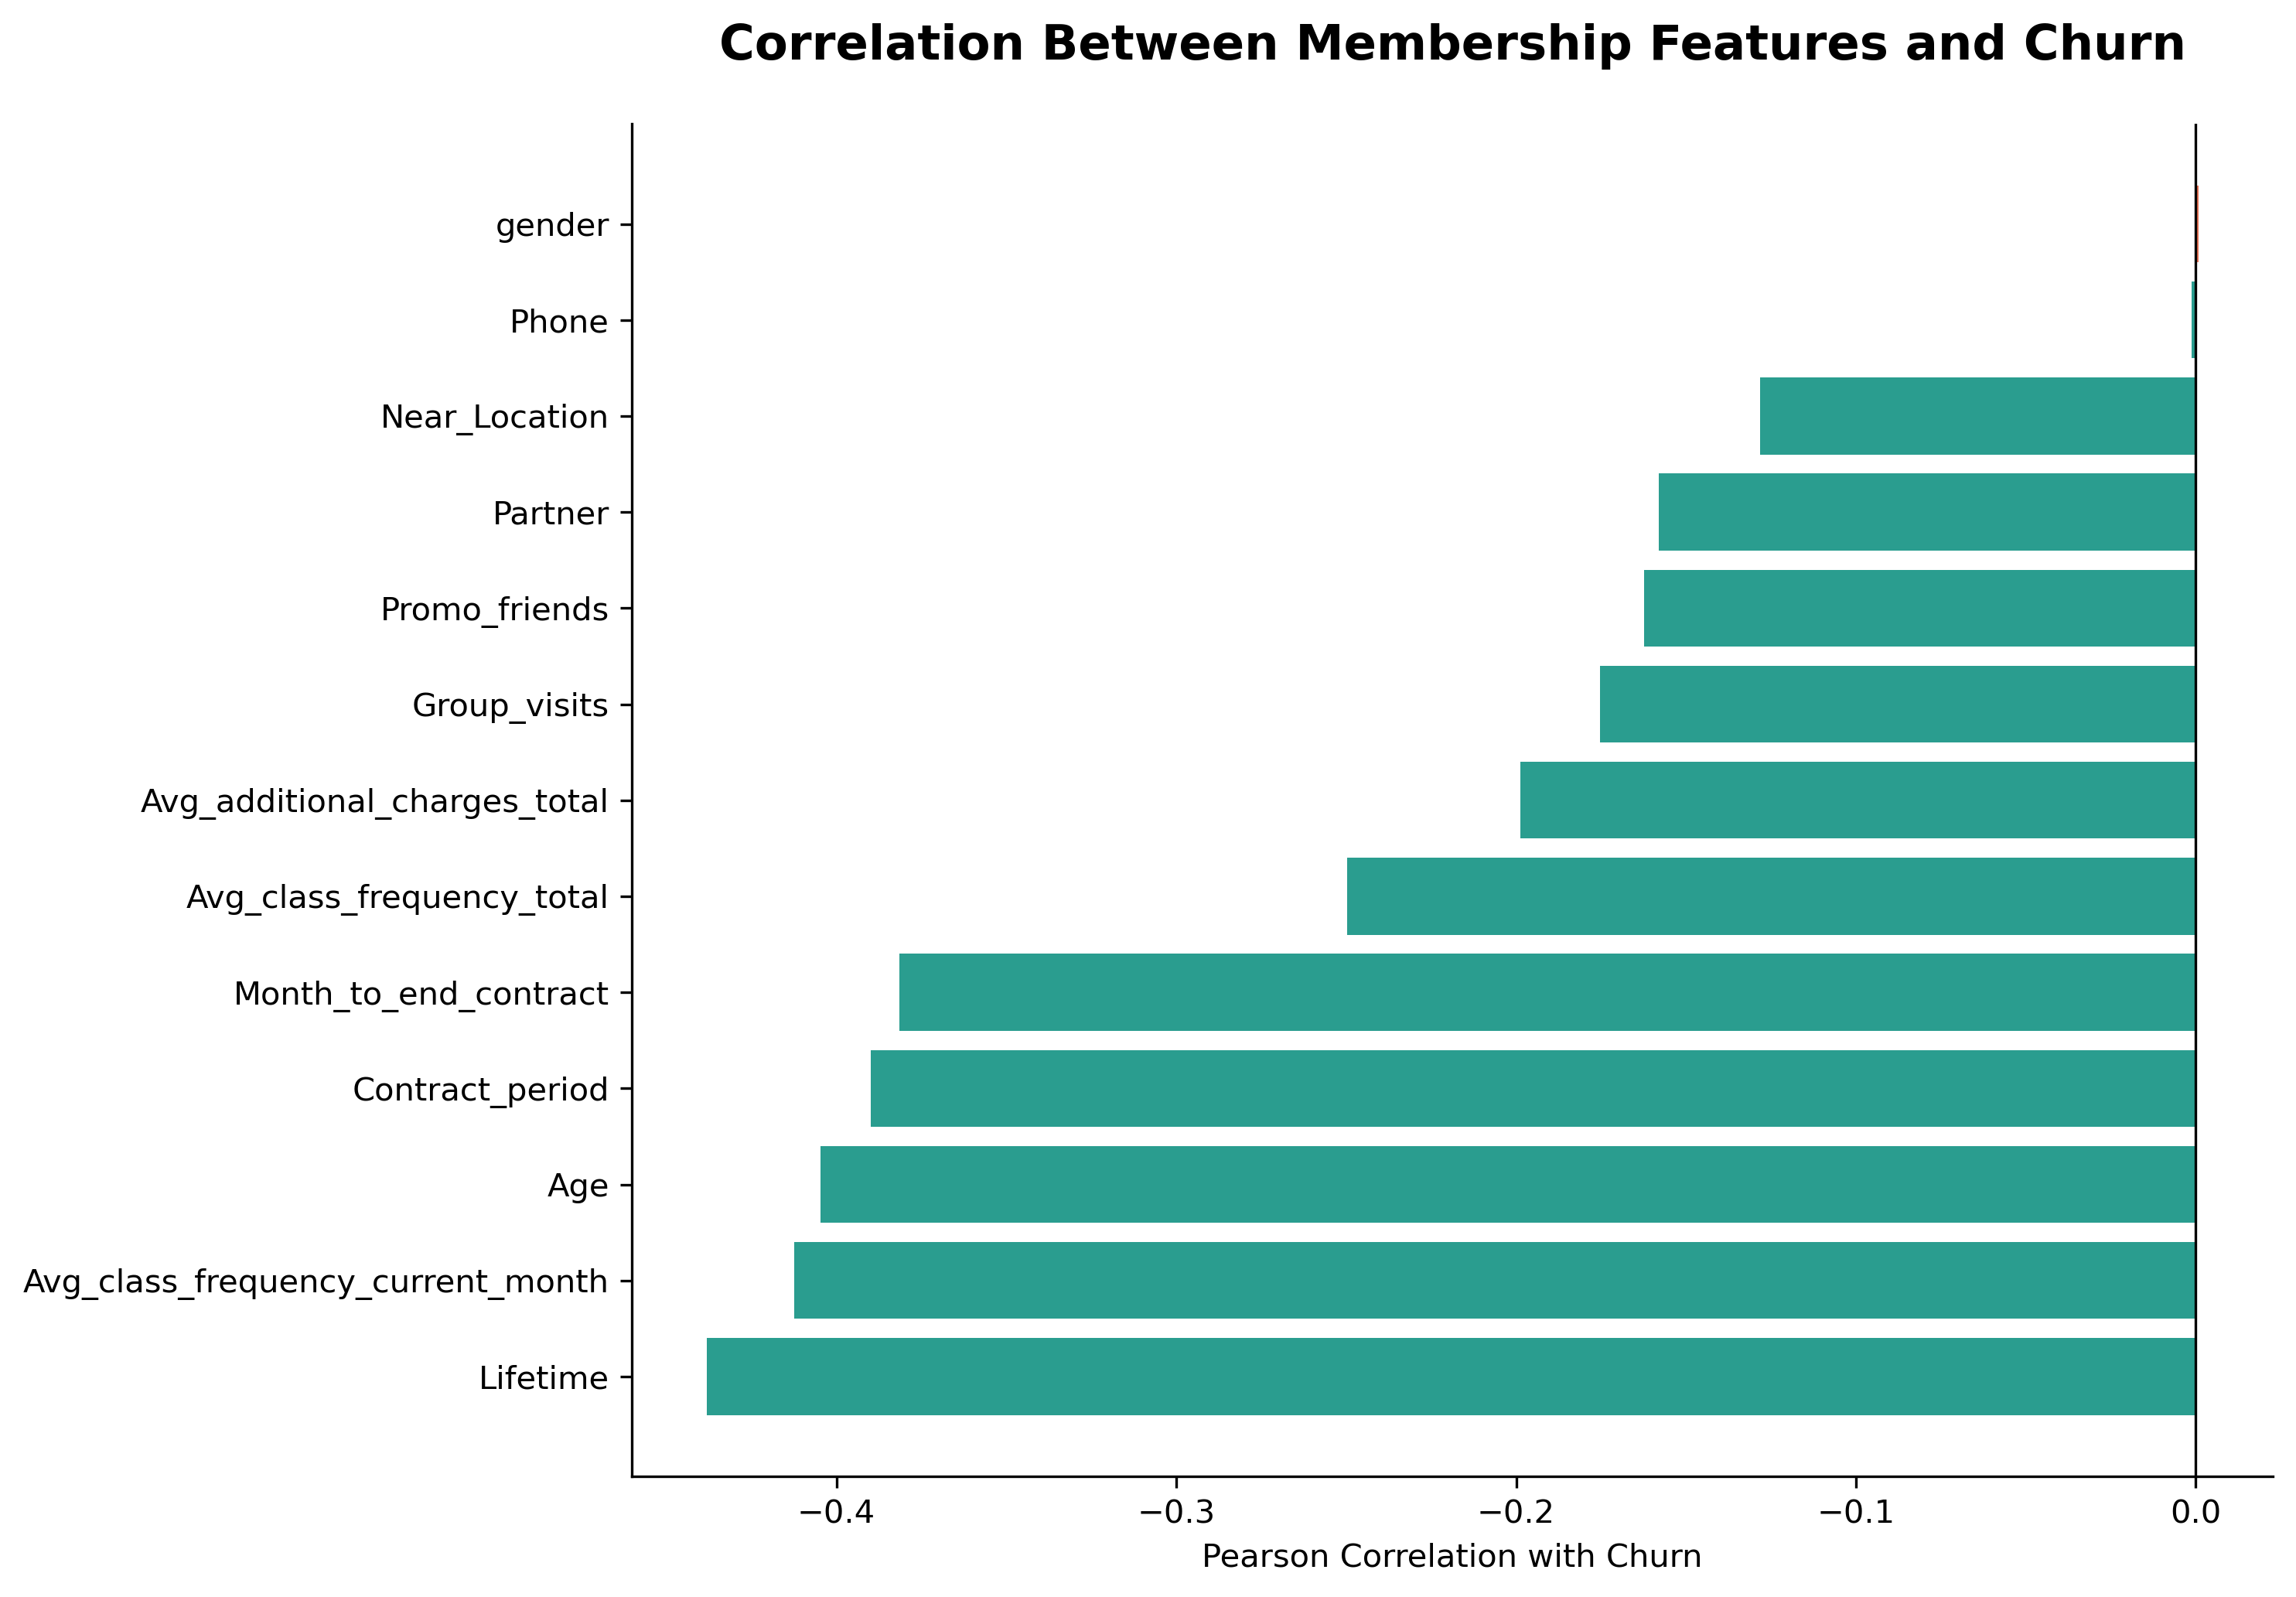 Correlation Between Membership Features and Churn
gender
Phone
Near_Location
Partner
Promo_friends
Group_visits
Avg_additional_charges_total
Avg_class_frequency_total
Month_to_end_contract
Contract_period
Age
Avg_class_frequency_current_month
Lifetime
−0.4 −0.3 −0.2 −0.1 0.0
Pearson Correlation with Churn